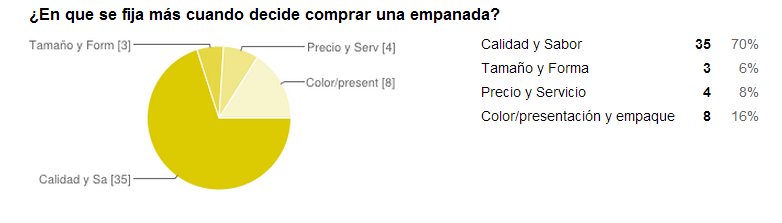 ¿En que se fija más cuando decide comprar una empanada?
Tamaño y Form [3]
Precio y Serv [4]
Color/present [8]
Calidad y Sa [35]
Calidad y Sabor 35 70%
Tamaño y Forma 3 6%
Precio y Servicio 4 8%
Color/presentación y empaque 8 16%